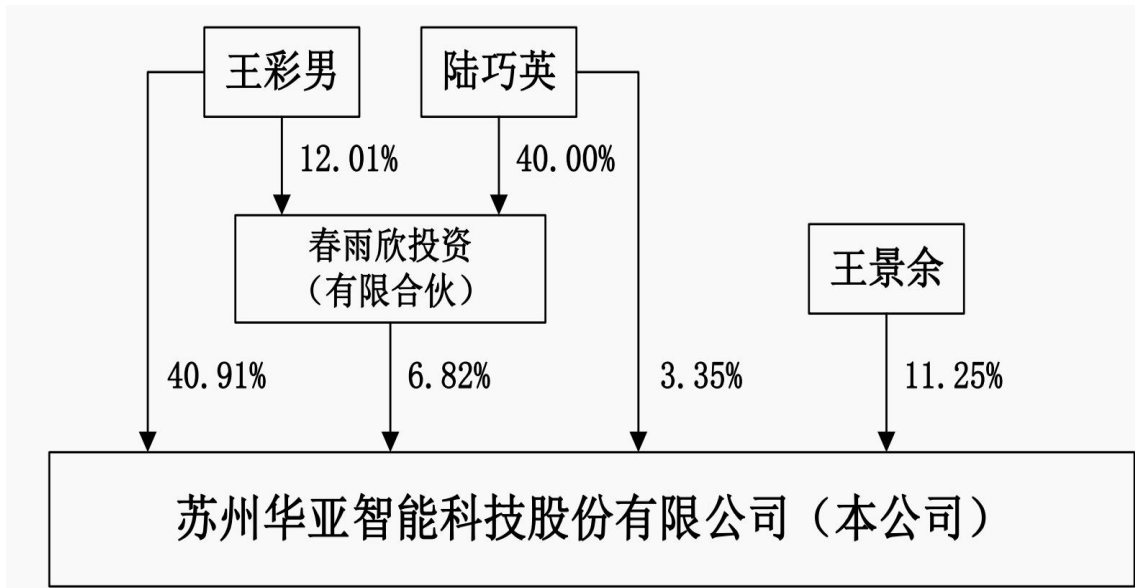 王彩男
陆巧英
12.01%
40.00%
春雨欣投资
（有限合伙）
王景余
40.91%
6.82%
3.35%
11.25%
苏州华亚智能科技股份有限公司（本公司）